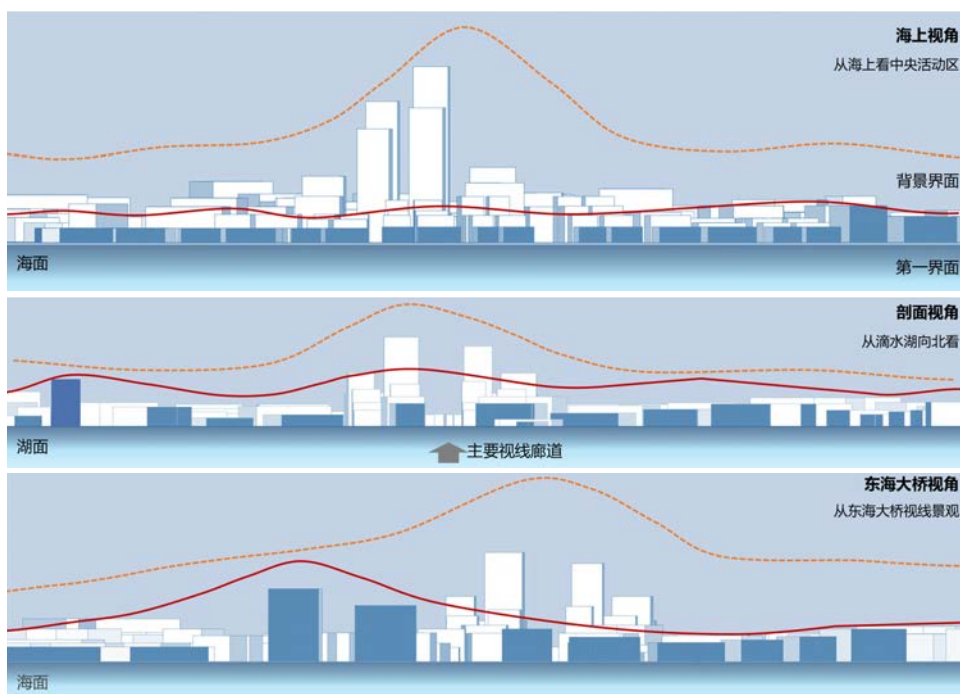 海上视角
从海上看中央活动区
背景界面
海面
第一界面
剖面视角
从滴水湖向北看
湖面
主要视线廊道
东海大桥视角
从东海大桥视线景观
海面